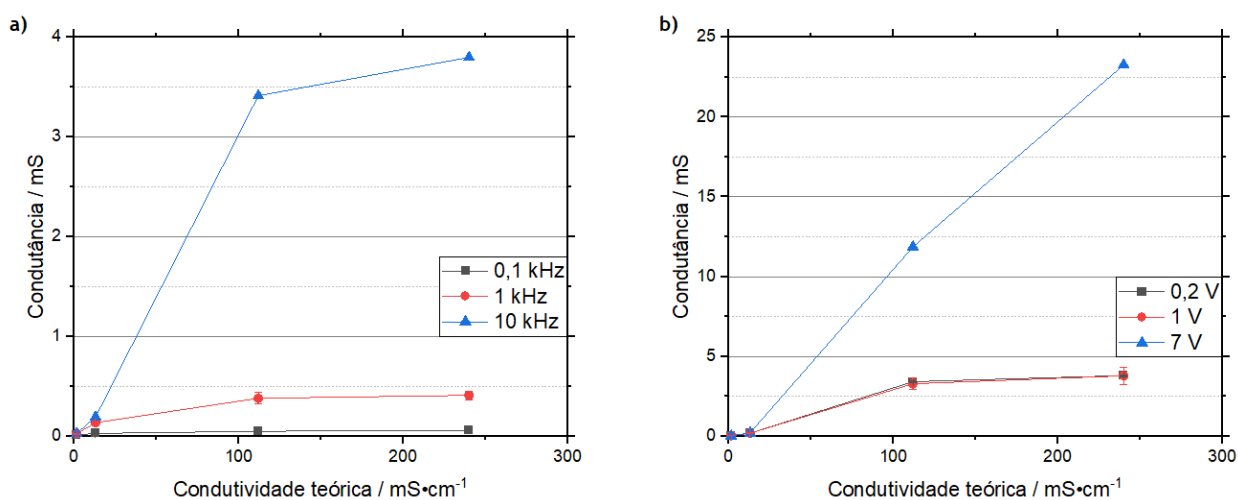 a)
4
3
2
1
0
0
100
200
300
Condutância / mS
Condutividade teórica / mS•cm⁻¹
0,1 kHz
1 kHz
10 kHz
b)
25
20
15
10
5
0
0
100
200
300
Condutância / mS
Condutividade teórica / mS•cm⁻¹
0,2 V
1 V
7 V